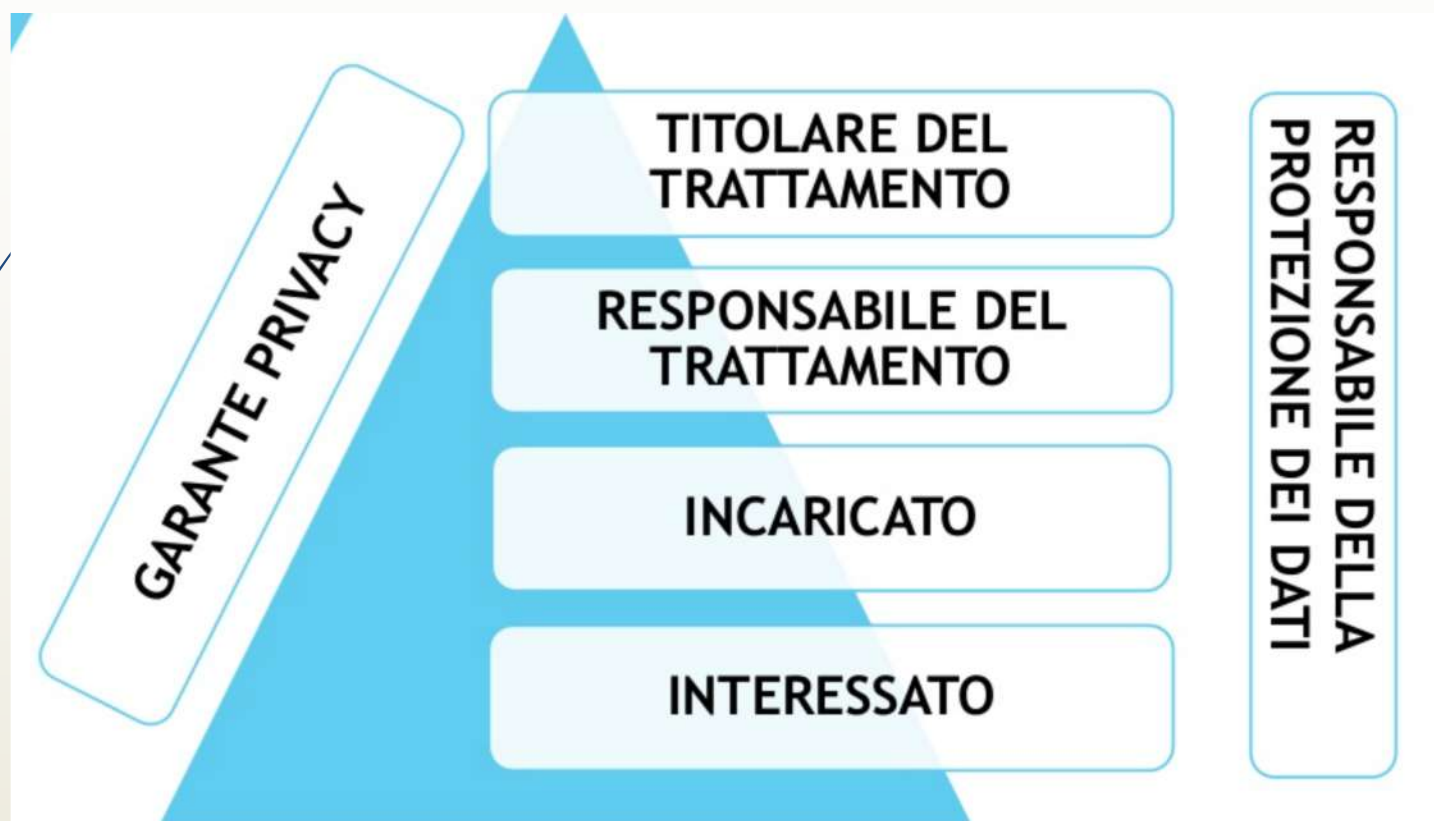 GARANTE PRIVACY
TITOLARE DEL
TRATTAMENTO
RESPONSABILE DEL
TRATTAMENTO
INCARICATO
INTERESSATO
RESPONSABILE DELLA
PROTEZIONE DEI DATI